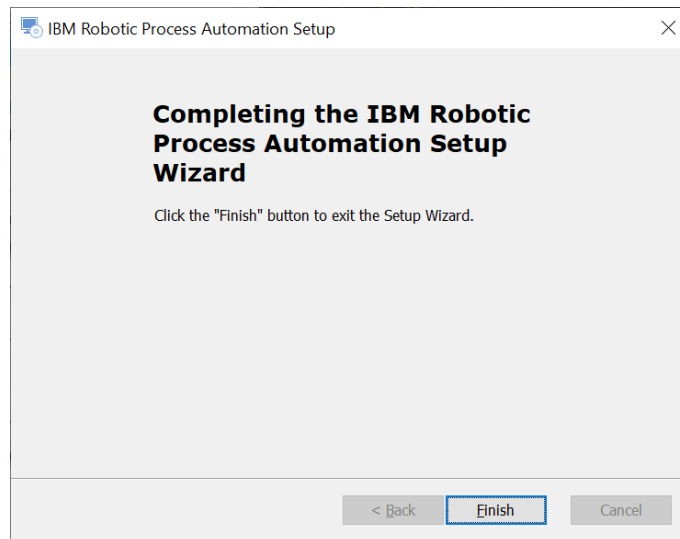 IBM Robotic Process Automation Setup
Completing the IBM Robotic
Process Automation Setup
Wizard
Click the "Finish" button to exit the Setup Wizard.
< Back Finish Cancel